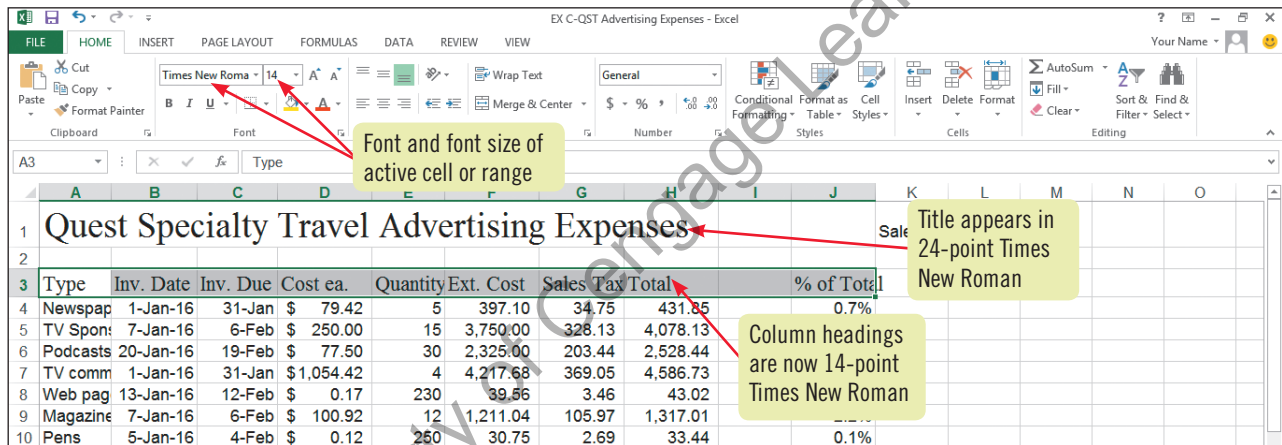 EX C-QST Advertising Expenses - Excel ?
FILE HOME INSERT PAGE LAYOUT FORMULAS DATA REVIEW VIEW Your Name
Cut
Copy
Format Painter
Paste
Clipboard
Times New Roma 14
B I U A
Font
Wrap Text
Merge & Center
General
$ % ,
Number
Conditional Formatting
Format as Table
Cell Styles
Styles
Insert Delete Format
Cells
AutoSum
Fill
Clear
Sort & Filter
Find & Select
Editing
Font and font size of
active cell or range
A3 fx Type
A B C D E F G H I J K L M N O
1 Quest Specialty Travel Advertising Expenses
Title appears in
24-point Times
New Roman
2
3 Type Inv. Date Inv. Due Cost ea. Quantity Ext. Cost Sales Tax Total % of Total
4 Newspap 1-Jan-16 31-Jan $ 79.42 5 397.10 34.75 431.85 0.7%
5 TV Spons 7-Jan-16 6-Feb $ 250.00 15 3,750.00 328.13 4,078.13
6 Podcasts 20-Jan-16 19-Feb $ 77.50 30 2,325.00 203.44 2,528.44
7 TV comm 1-Jan-16 31-Jan $1,054.42 4 4,217.68 369.05 4,586.73
8 Web pag 13-Jan-16 12-Feb $ 0.17 230 39.56 3.46 43.02
9 Magazine 7-Jan-16 6-Feb $ 100.92 12 1,211.04 105.97 1,317.01
10 Pens 5-Jan-16 4-Feb $ 0.12 250 30.75 2.69 33.44 0.1%
Column headings
are now 14-point
Times New Roman
y of Cengage Lea